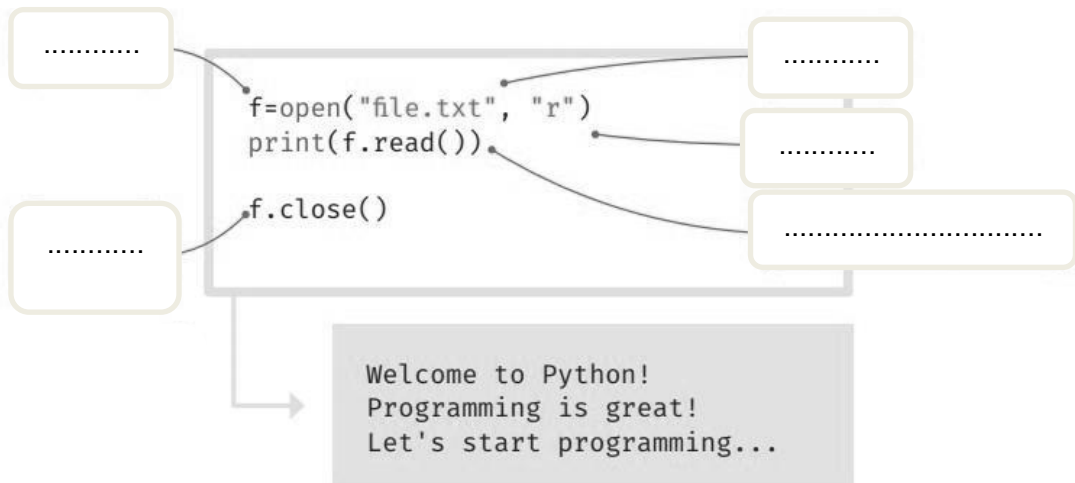 ............
............
f=open("file.txt", "r")
print(f.read())
............
f.close()
............
................................
Welcome to Python!
Programming is great!
Let's start programming...